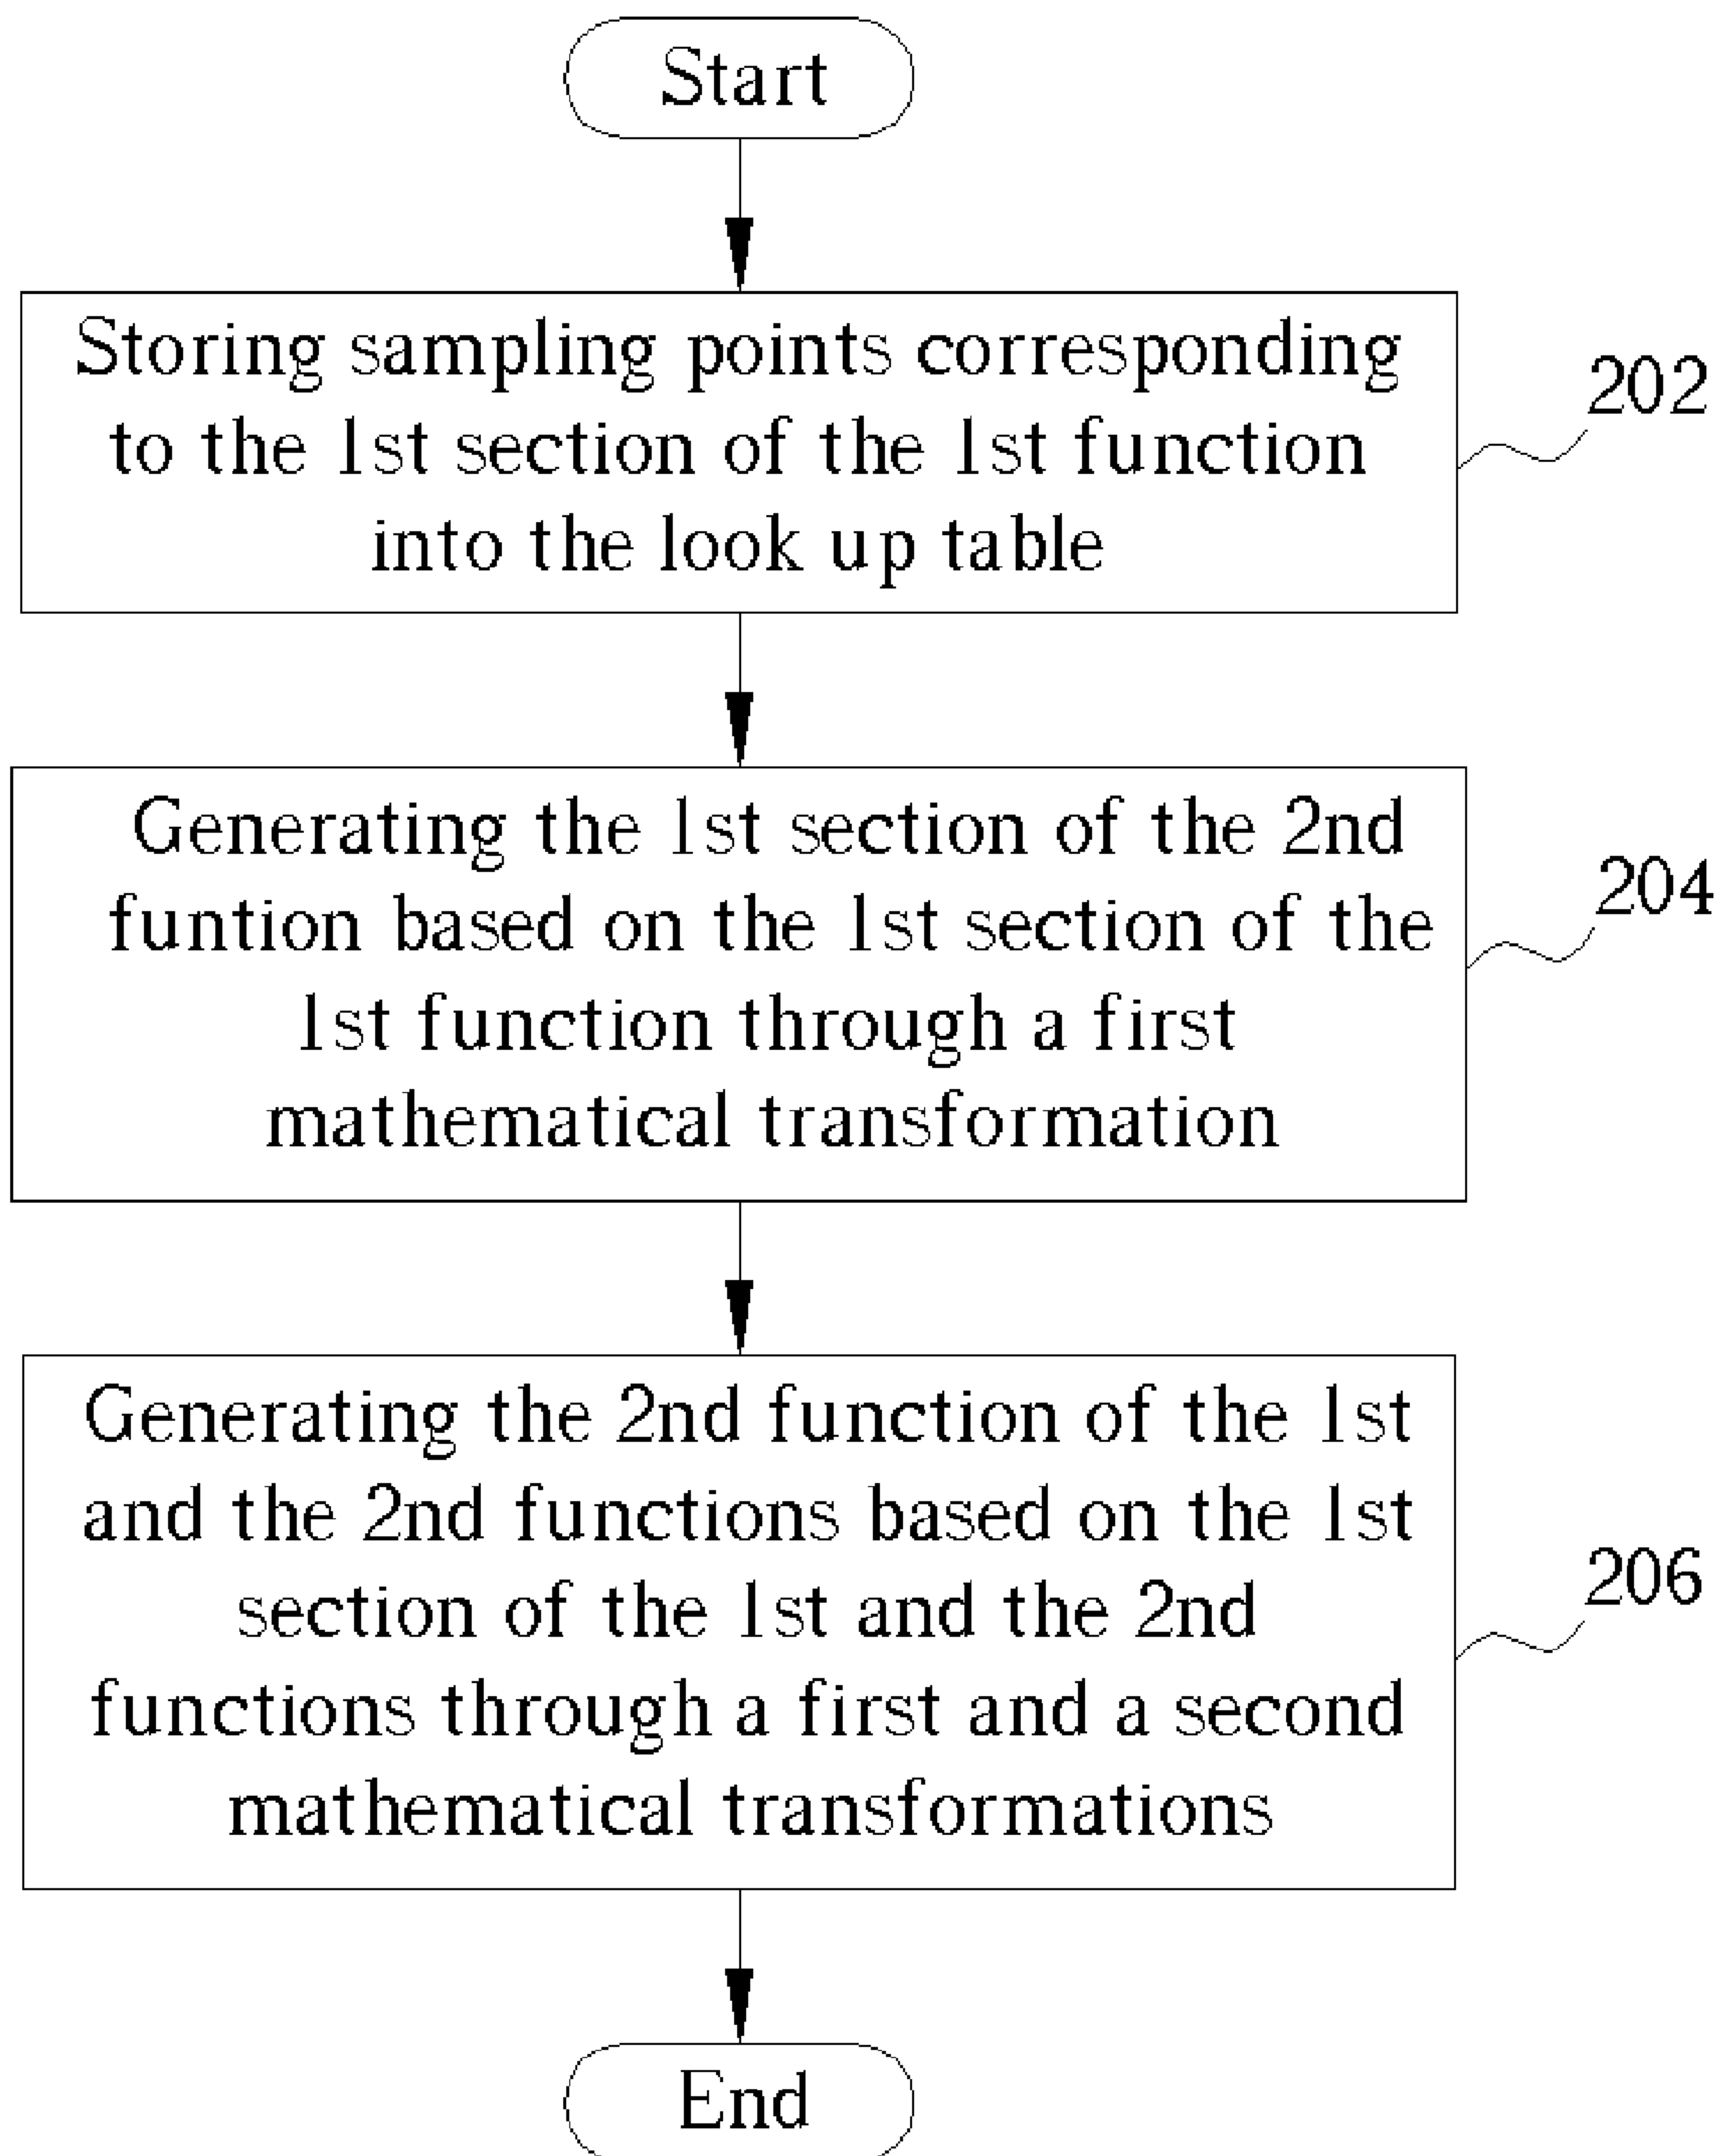 Start
Storing sampling points corresponding
to the 1st section of the 1st function
into the look up table
202
Generating the 1st section of the 2nd
funtion based on the 1st section of the
1st function through a first
mathematical transformation
204
Generating the 2nd function of the 1st
and the 2nd functions based on the 1st
section of the 1st and the 2nd
functions through a first and a second
mathematical transformations
206
End